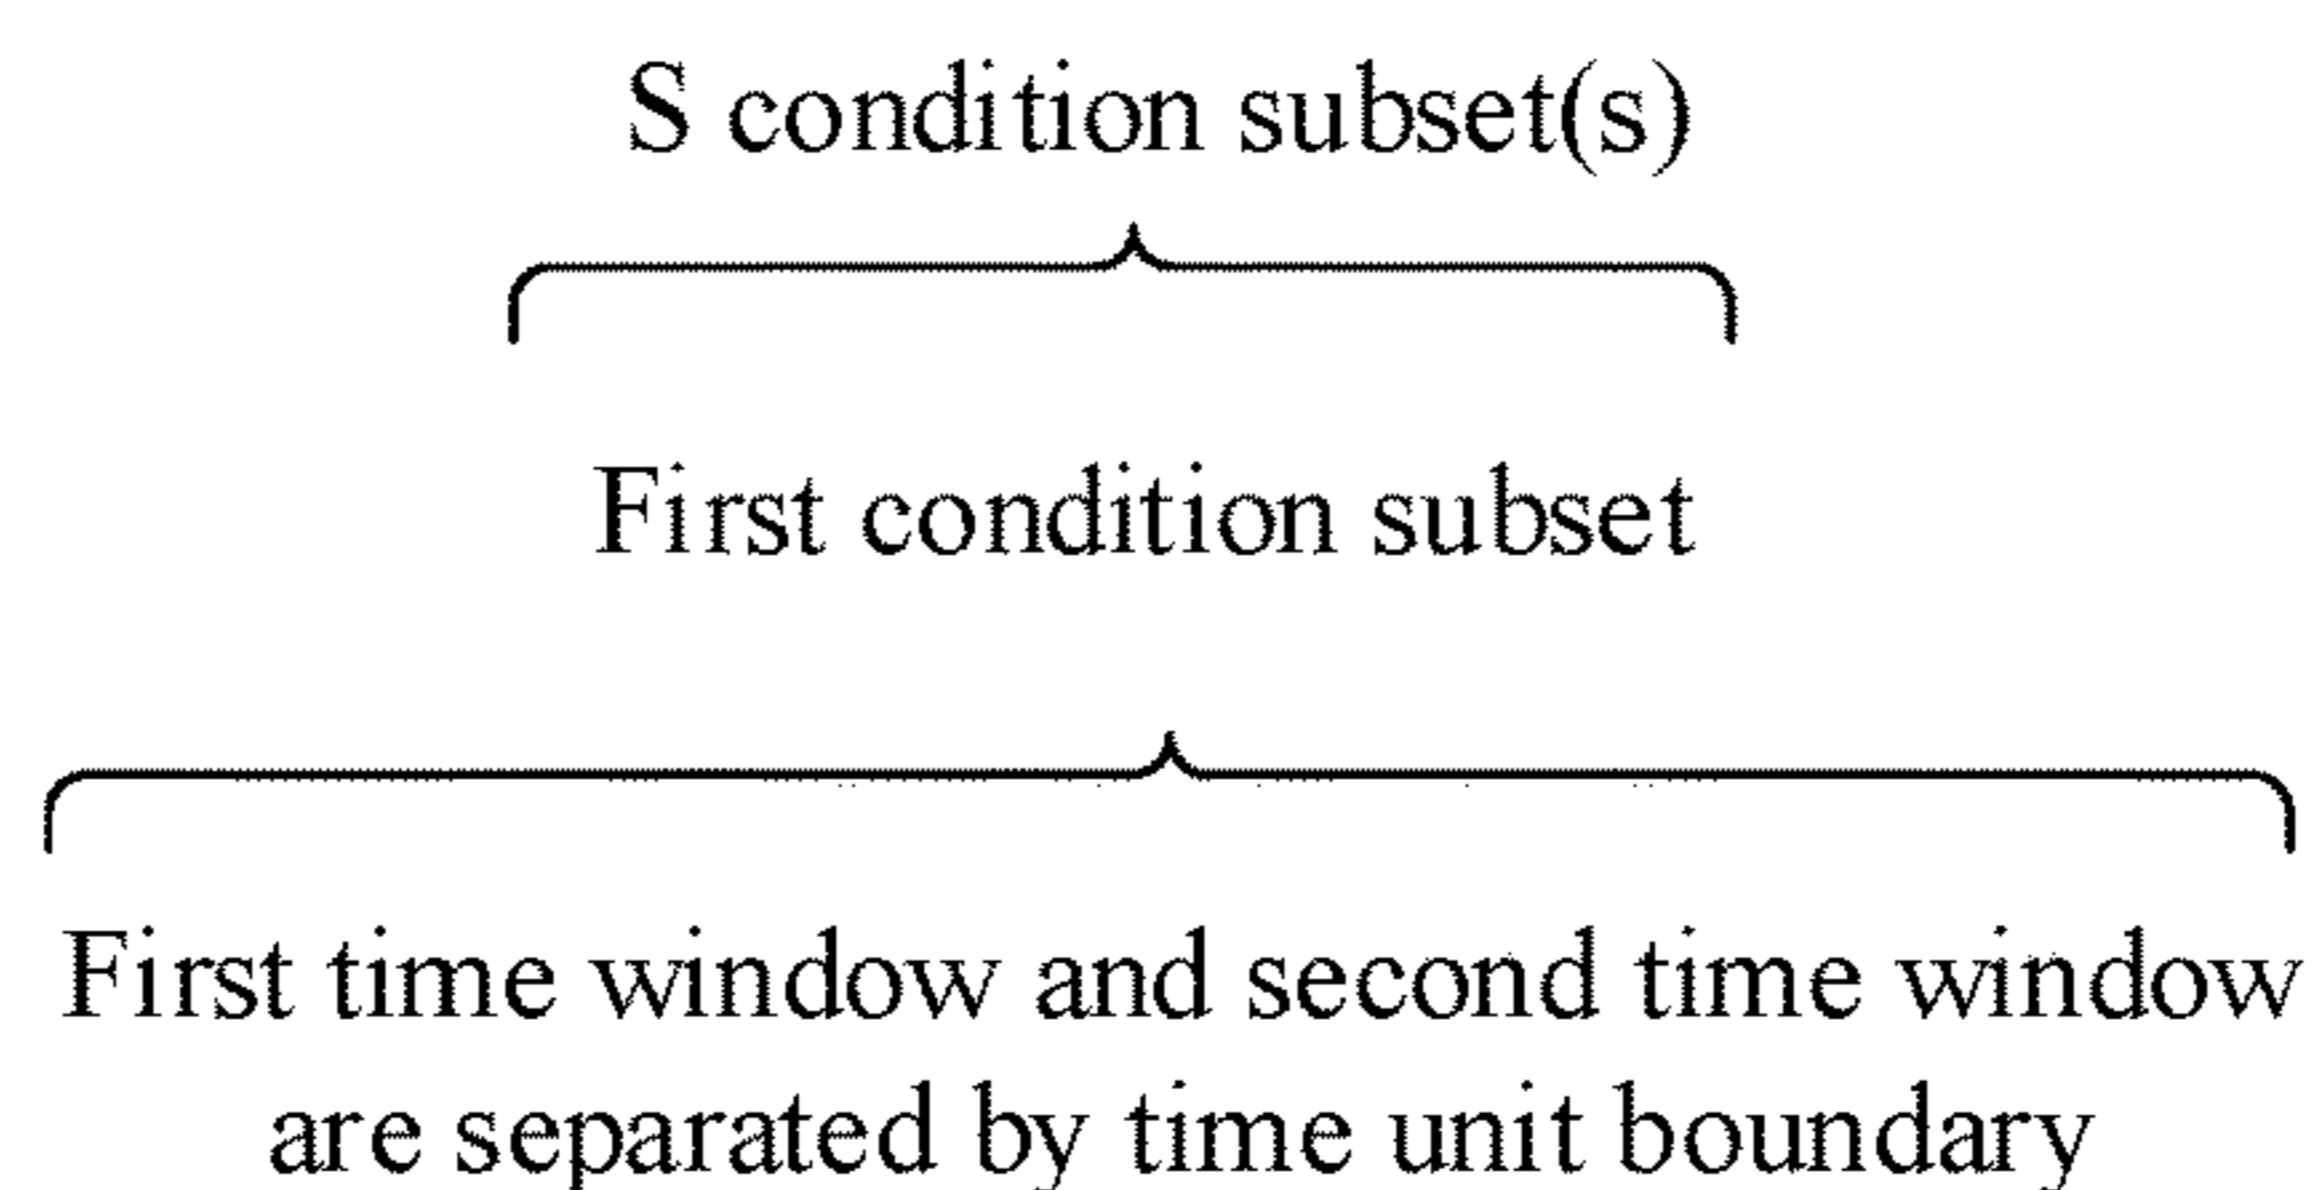 S condition subset(s)
First condition subset
First time window and second time window
are separated by time unit boundary